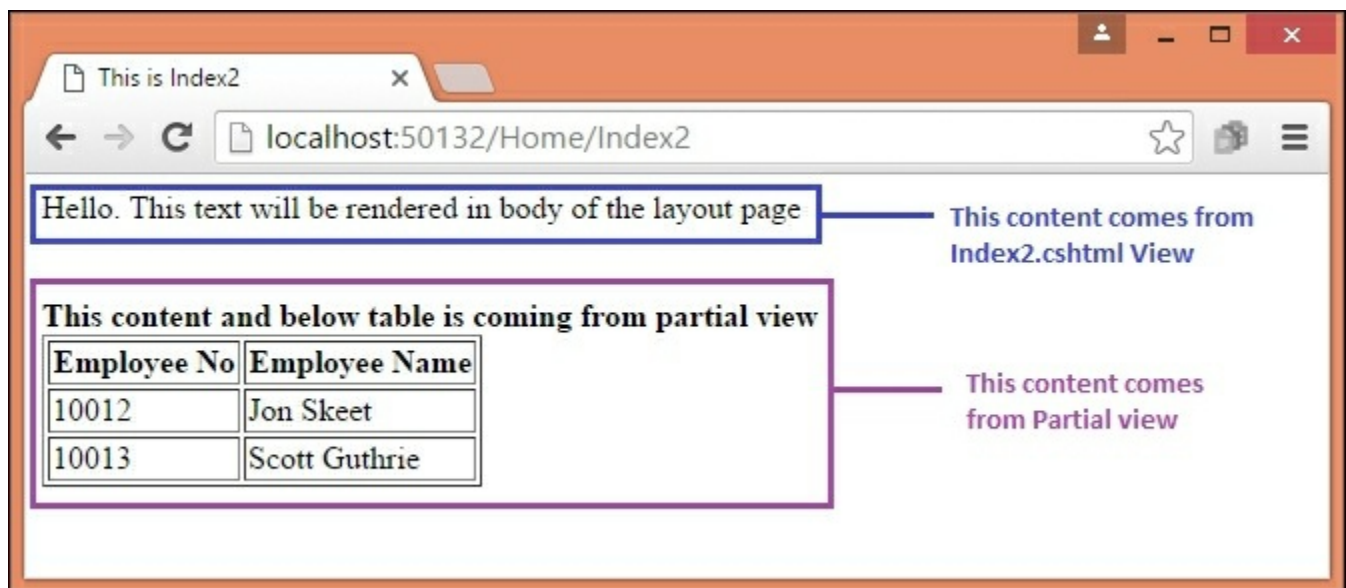 This is Index2
localhost:50132/Home/Index2
Hello. This text will be rendered in body of the layout page
This content comes from
Index2.cshtml View
This content and below table is coming from partial view
Employee No Employee Name
10012 Jon Skeet
10013 Scott Guthrie
This content comes
from Partial view